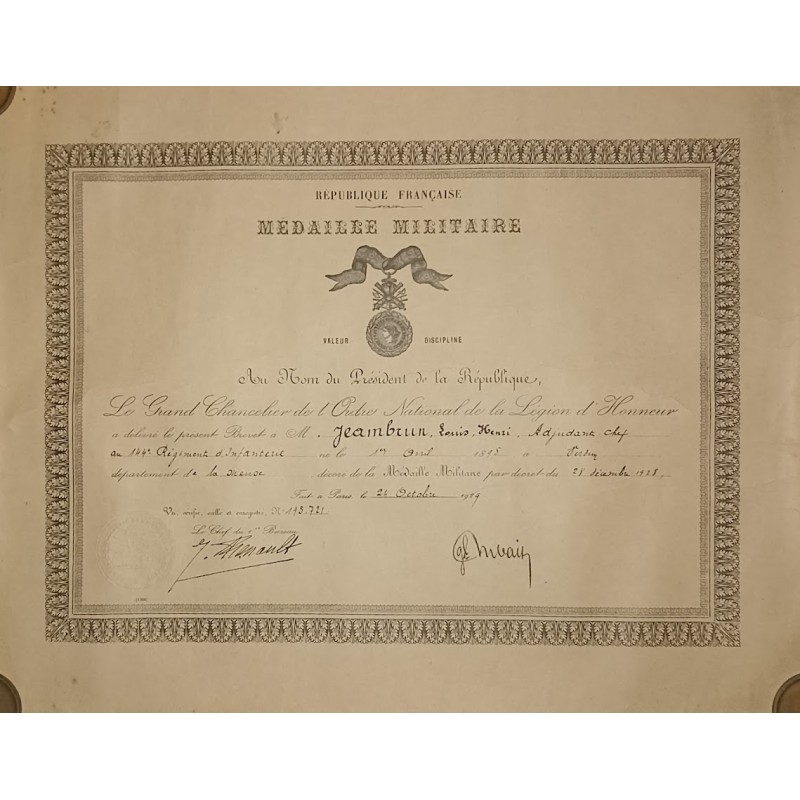 RÉPUBLIQUE FRANÇAISE
MÉDAILLE MILITAIRE
VALEUR DISCIPLINE
Au Nom du Président de la République,
Le Grand Chancelier de l'Ordre National de la Légion d'Honneur
a délivré le présent Brevet à M. Jeambrun, Louis, Henri, Adjudant Chef
au 144e Régiment d'Infanterie né le 1er Avril 1895 à Verdun
département de la Meuse décoré de la Médaille Militaire par décret du 28 décembre 1928,
Fait à Paris le 24 Octobre 1929
Vu, vérifié, scellé et enregistré, N° 193.721
Le Chef du 1er Bureau